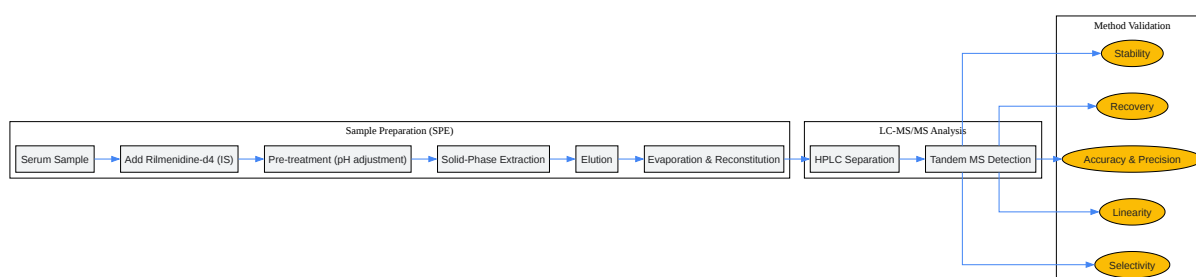 Sample Preparation (SPE)
Serum Sample
Add Rilmenidine-d4 (IS)
Pre-treatment (pH adjustment)
Solid-Phase Extraction
Elution
Evaporation & Reconstitution
LC-MS/MS Analysis
HPLC Separation
Tandem MS Detection
Method Validation
Stability
Recovery
Accuracy & Precision
Linearity
Selectivity